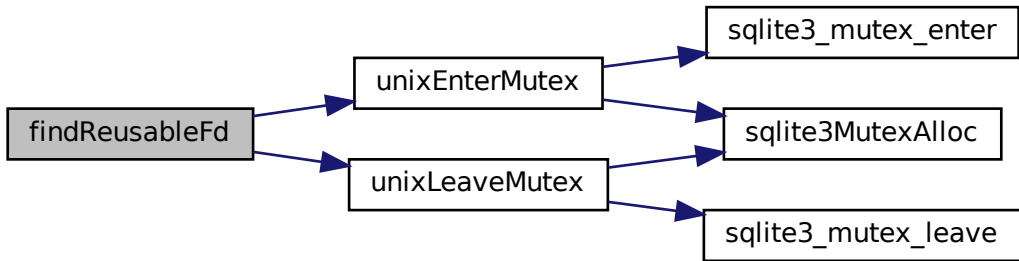 sqlite3_mutex_enter
unixEnterMutex
findReusableFd
sqlite3MutexAlloc
unixLeaveMutex
sqlite3_mutex_leave